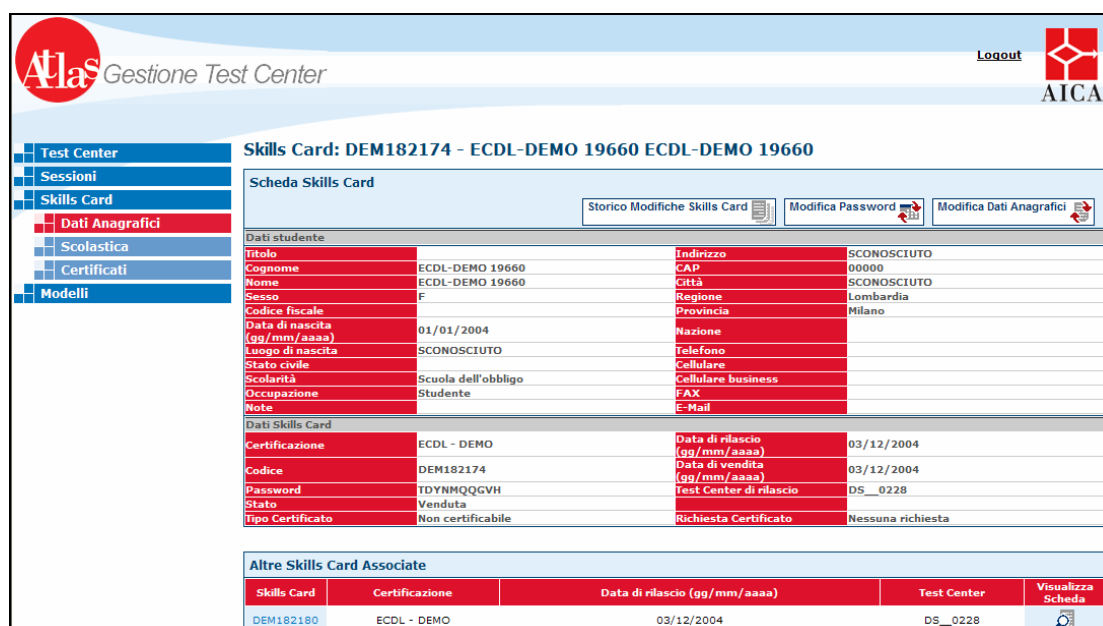 Atlas Gestione Test Center
Logout
AICA
Test Center
Sessioni
Skills Card
Dati Anagrafici
Scolastica
Certificati
Modelli
Skills Card: DEM182174 - ECDL-DEMO 19660 ECDL-DEMO 19660
Scheda Skills Card
Storico Modifiche Skills Card Modifica Password Modifica Dati Anagrafici
Dati studente
Titolo Indirizzo SCONOSCIUTO
Cognome ECDL-DEMO 19660 CAP 00000
Nome ECDL-DEMO 19660 Città SCONOSCIUTO
Sesso F Regione Lombardia
Codice fiscale Provincia Milano
Data di nascita (gg/mm/aaaa) 01/01/2004 Nazione
Luogo di nascita SCONOSCIUTO Telefono
Stato civile Cellulare
Scolarità Scuola dell'obbligo Cellulare business
Occupazione Studente FAX
Note E-Mail
Dati Skills Card
Certificazione ECDL - DEMO Data di rilascio (gg/mm/aaaa) 03/12/2004
Codice DEM182174 Data di vendita (gg/mm/aaaa) 03/12/2004
Password TDYNMQQGVH Test Center di rilascio DS__0228
Stato Venduta
Tipo Certificato Non certificabile Richiesta Certificato Nessuna richiesta
Altre Skills Card Associate
Skills Card Certificazione Data di rilascio (gg/mm/aaaa) Test Center Visualizza Scheda
DEM182180 ECDL - DEMO 03/12/2004 DS__0228